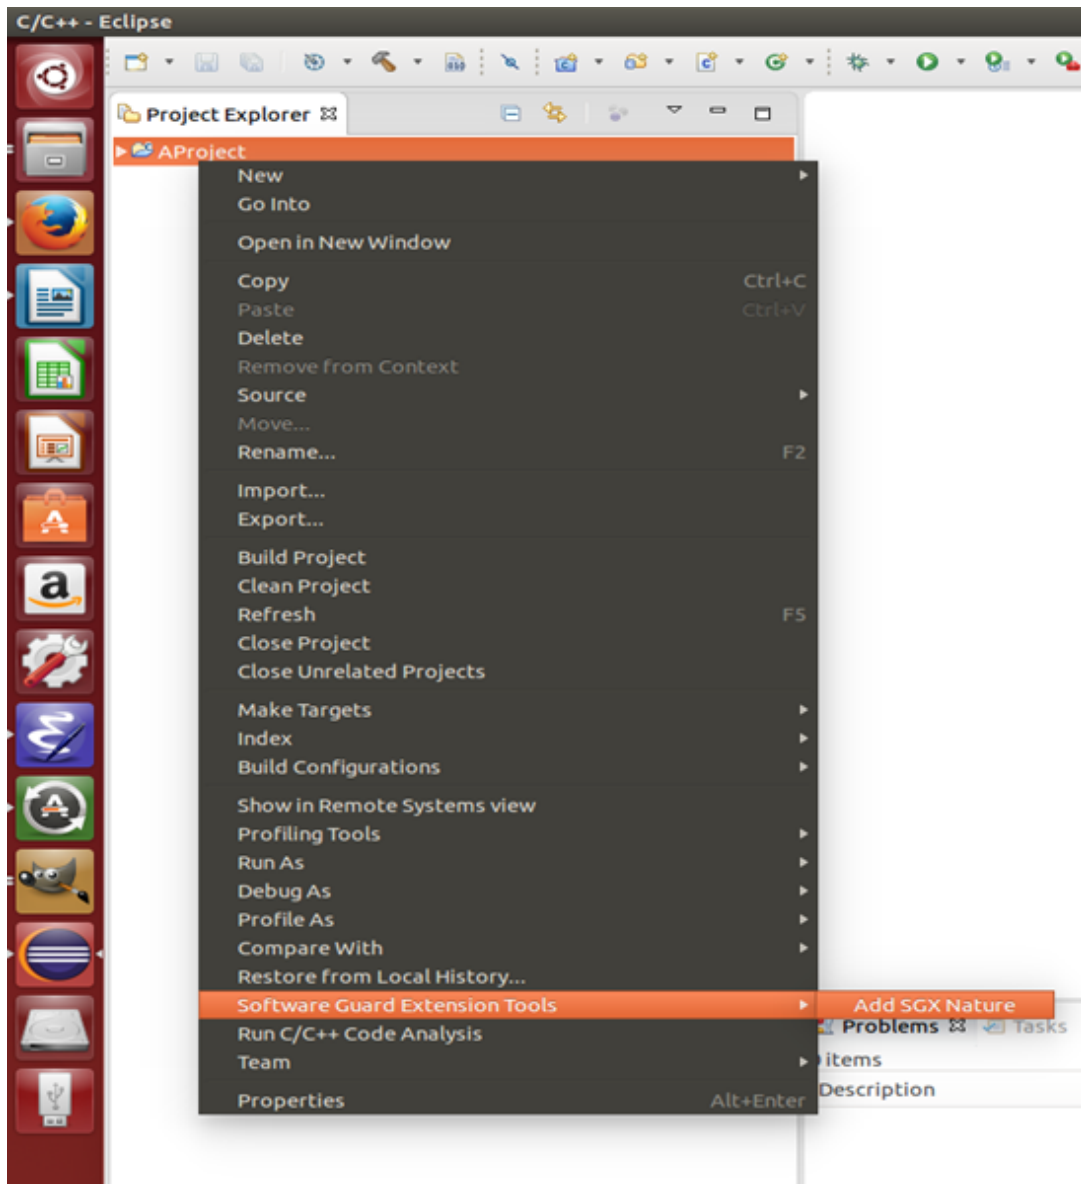 C/C++ - Eclipse
Project Explorer
AProject
New
Go Into
Open in New Window
Copy Ctrl+C
Paste Ctrl+V
Delete
Remove from Context
Source
Move...
Rename... F2
Import...
Export...
Build Project
Clean Project
Refresh F5
Close Project
Close Unrelated Projects
Make Targets
Index
Build Configurations
Show in Remote Systems view
Profiling Tools
Run As
Debug As
Profile As
Compare With
Restore from Local History...
Software Guard Extension Tools Add SGX Nature
Run C/C++ Code Analysis Problems Tasks
Team items
Properties Alt+Enter Description